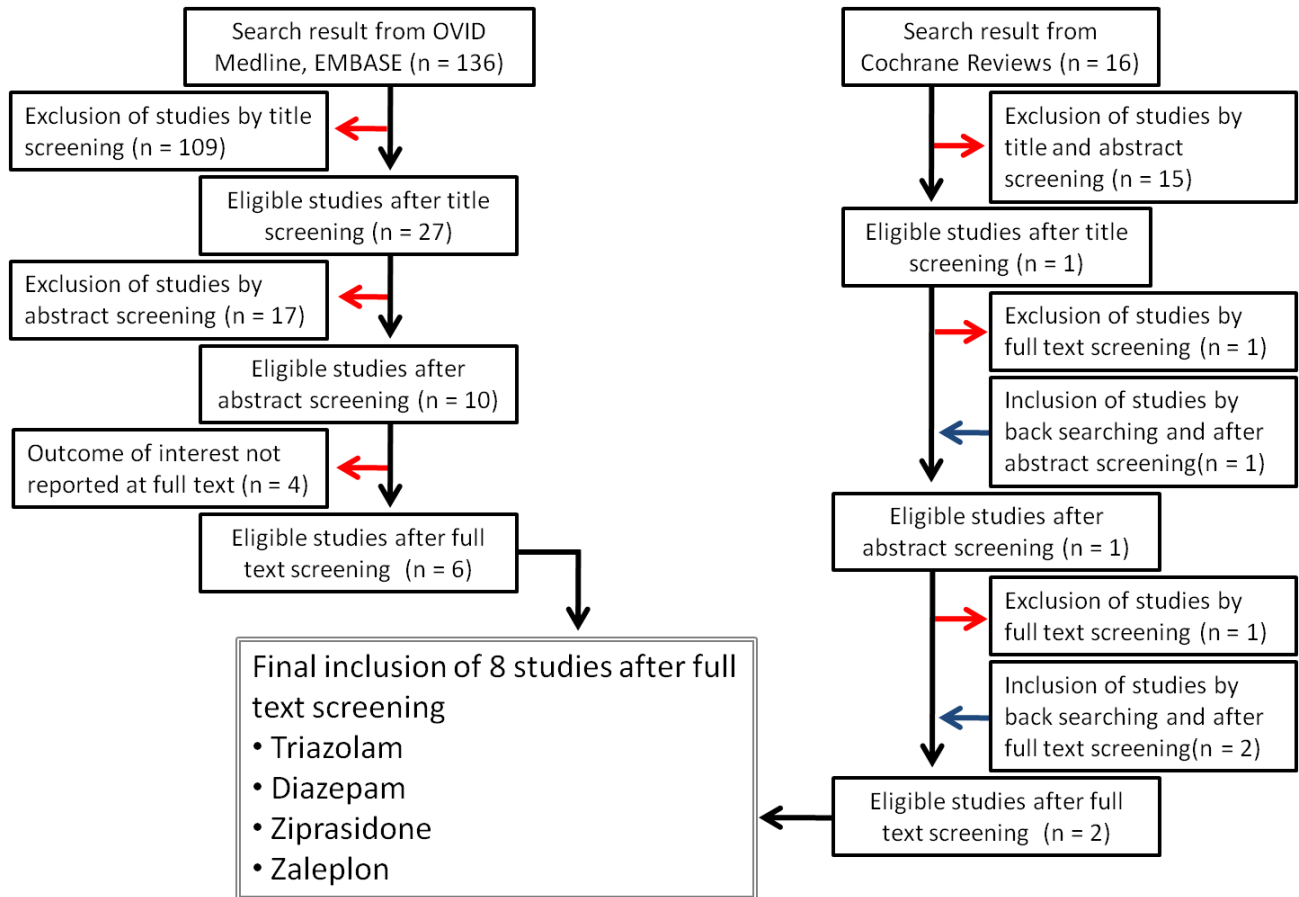 Search result from OVID
Medline, EMBASE (n = 136)
Exclusion of studies by title
screening (n = 109)
Eligible studies after title
screening (n = 27)
Exclusion of studies by
abstract screening (n = 17)
Eligible studies after
abstract screening (n = 10)
Outcome of interest not
reported at full text (n = 4)
Eligible studies after full
text screening (n = 6)
Search result from
Cochrane Reviews (n = 16)
Exclusion of studies by
title and abstract
screening (n = 15)
Eligible studies after title
screening (n = 1)
Exclusion of studies by
full text screening (n = 1)
Inclusion of studies by
back searching and after
abstract screening(n = 1)
Eligible studies after
abstract screening (n = 1)
Exclusion of studies by
full text screening (n = 1)
Inclusion of studies by
back searching and after
full text screening(n = 2)
Eligible studies after full
text screening (n = 2)
Final inclusion of 8 studies after full
text screening
• Triazolam
• Diazepam
• Ziprasidone
• Zaleplon